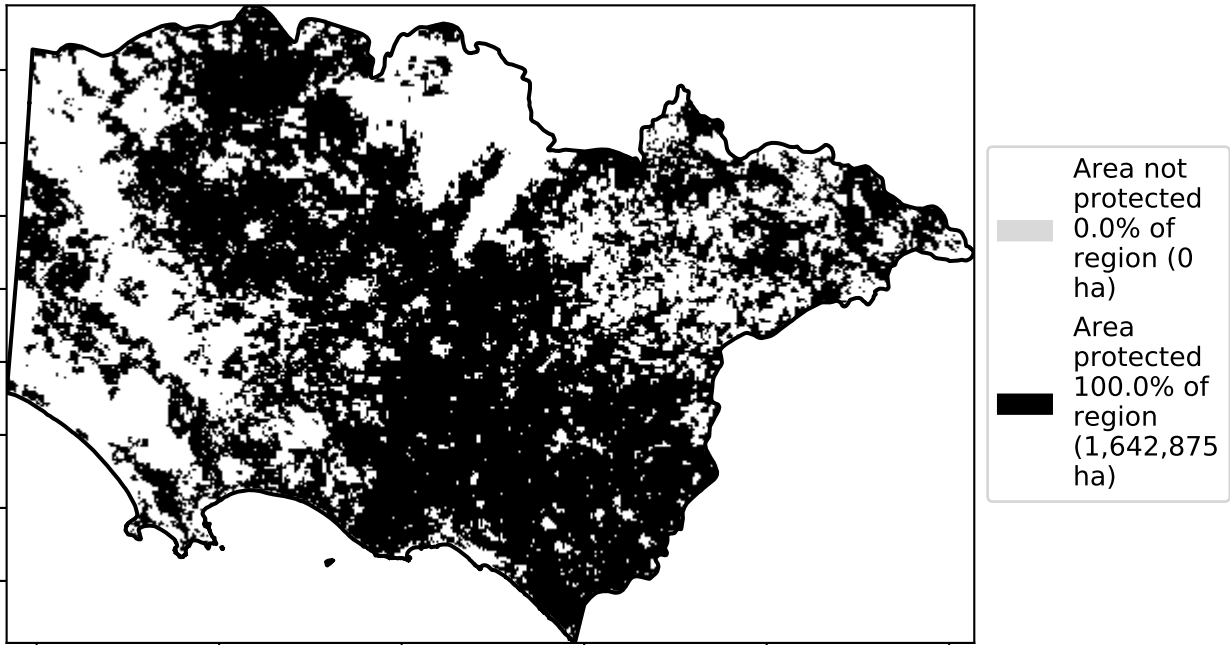 Area not
protected
0.0% of
region (0
ha)
Area
protected
100.0% of
region
(1,642,875
ha)